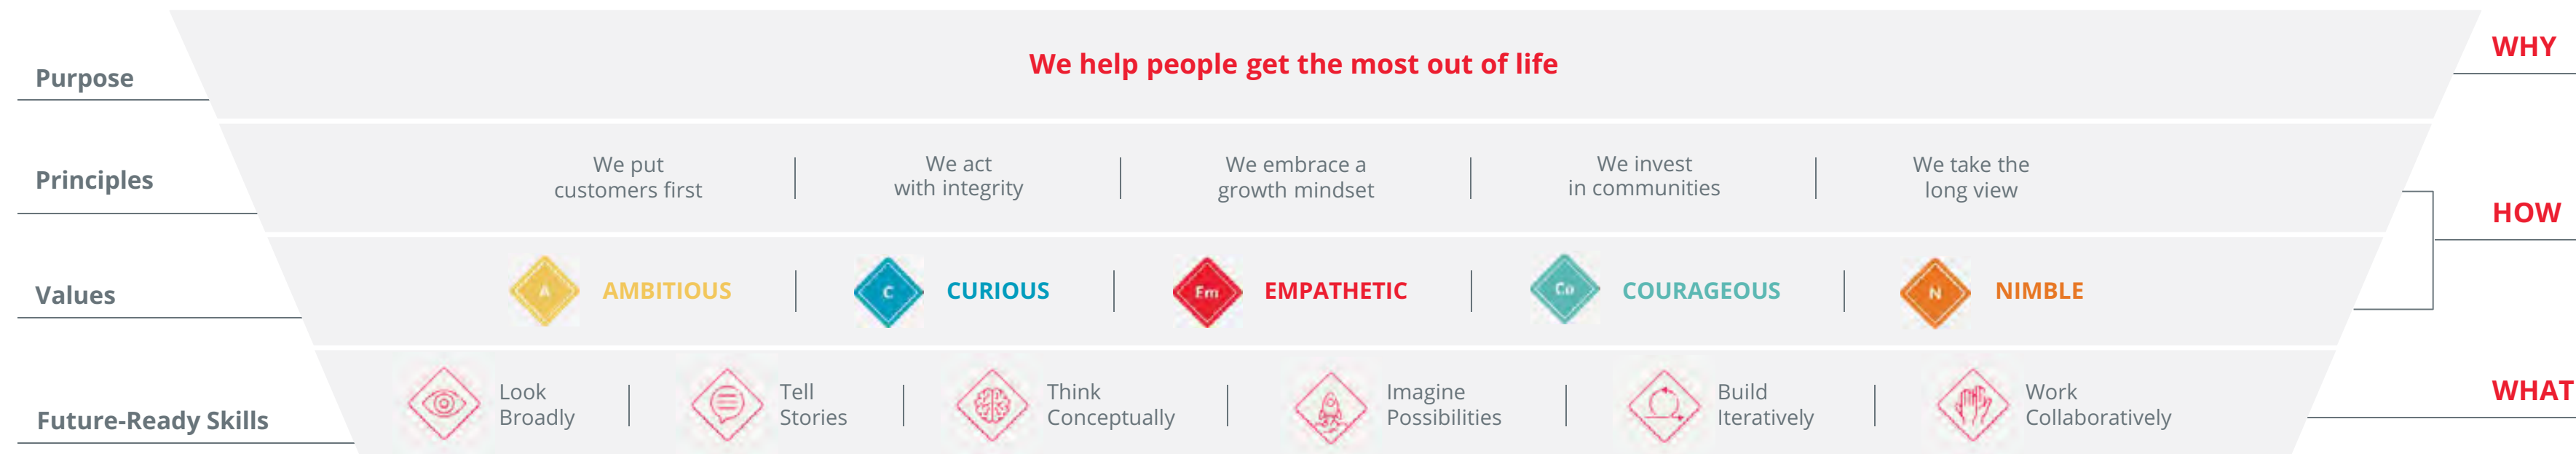 We help people get the most out of life
WHY
Purpose
We put
customers first
We act
with integrity
We embrace a
growth mindset
We invest
in communities
We take the
long view
Principles
HOW
A
AMBITIOUS
C
CURIOUS
Em
EMPATHETIC
Co
COURAGEOUS
N
NIMBLE
Values
Look
Broadly
Tell
Stories
Think
Conceptually
Imagine
Possibilities
Build
Iteratively
Work
Collaboratively
WHAT
Future-Ready Skills